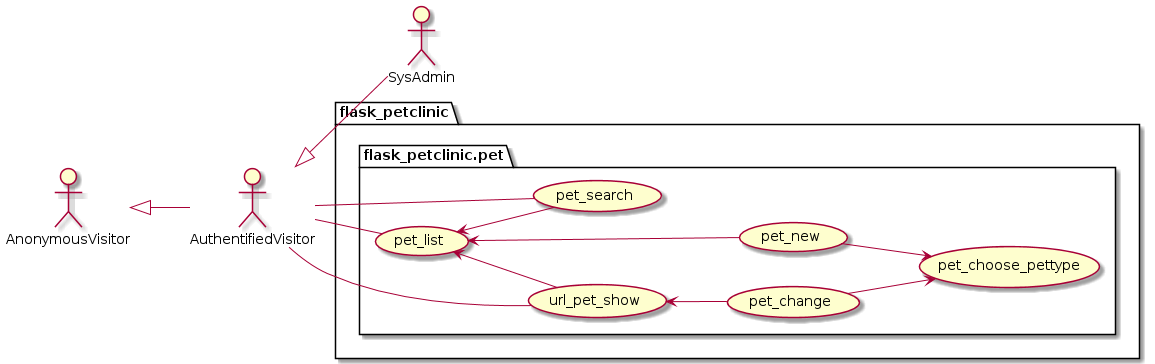 SysAdmin
flask_petclinic
flask_petclinic.pet
pet_search
AnonymousVisitor
AuthentifiedVisitor
pet_list
pet_new
pet_choose_pettype
url_pet_show
pet_change